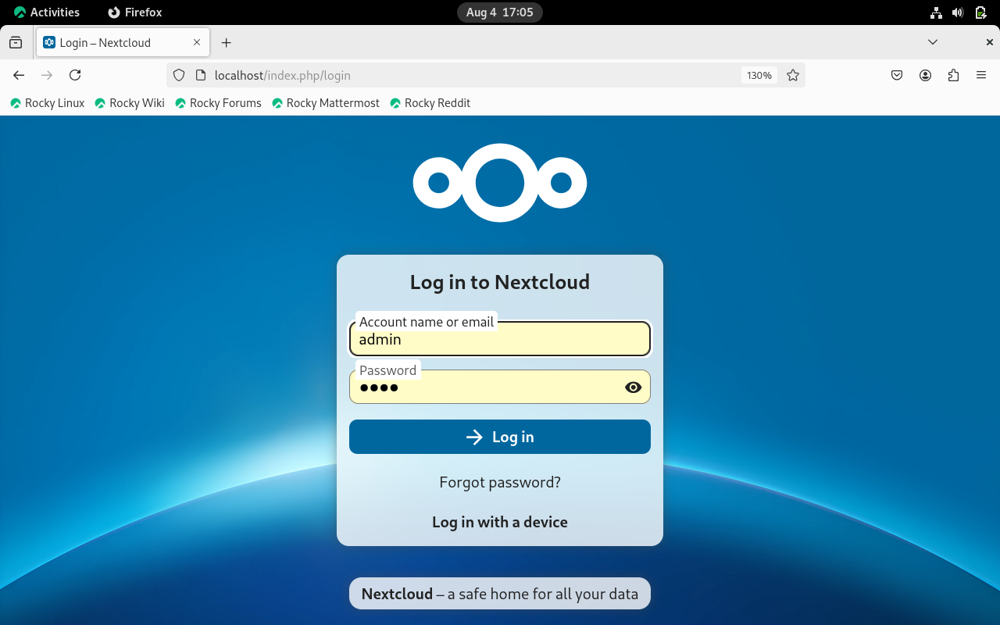 Activities
Firefox
Aug 4 17:05
Login – Nextcloud
localhost/index.php/login
130%
Rocky Linux
Rocky Wiki
Rocky Forums
Rocky Mattermost
Rocky Reddit
Log in to Nextcloud
Account name or email
admin
Password
••••
Log in
Forgot password?
Log in with a device
Nextcloud – a safe home for all your data